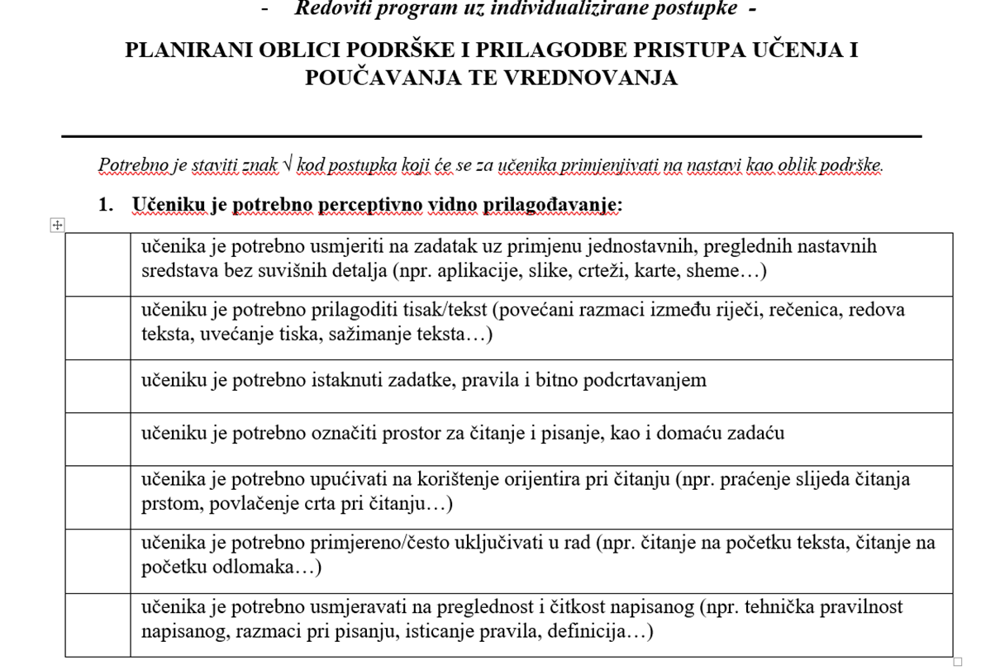 - Redoviti program uz individualizirane postupke -
PLANIRANI OBLICI PODRŠKE I PRILAGODBE PRISTUPA UČENJA I
POUČAVANJA TE VREDNOVANJA
Potrebno je staviti znak √ kod postupka koji će se za učenika primjenjivati na nastavi kao oblik podrške.
1. Učeniku je potrebno perceptivno vidno prilagođavanje:
učenika je potrebno usmjeriti na zadatak uz primjenu jednostavnih, preglednih nastavnih
sredstava bez suvišnih detalja (npr. aplikacije, slike, crteži, karte, sheme…)
učeniku je potrebno prilagoditi tisak/tekst (povećani razmaci između riječi, rečenica, redova
teksta, uvećanje tiska, sažimanje teksta…)
učeniku je potrebno istaknuti zadatke, pravila i bitno podcrtavanjem
učeniku je potrebno označiti prostor za čitanje i pisanje, kao i domaću zadaću
učenika je potrebno upućivati na korištenje orijentira pri čitanju (npr. praćenje slijeda čitanja
prstom, povlačenje crta pri čitanju…)
učenika je potrebno primjereno/često uključivati u rad (npr. čitanje na početku teksta, čitanje na
početku odlomaka…)
učenika je potrebno usmjeravati na preglednost i čitkost napisanog (npr. tehnička pravilnost
napisanog, razmaci pri pisanju, isticanje pravila, definicija…)